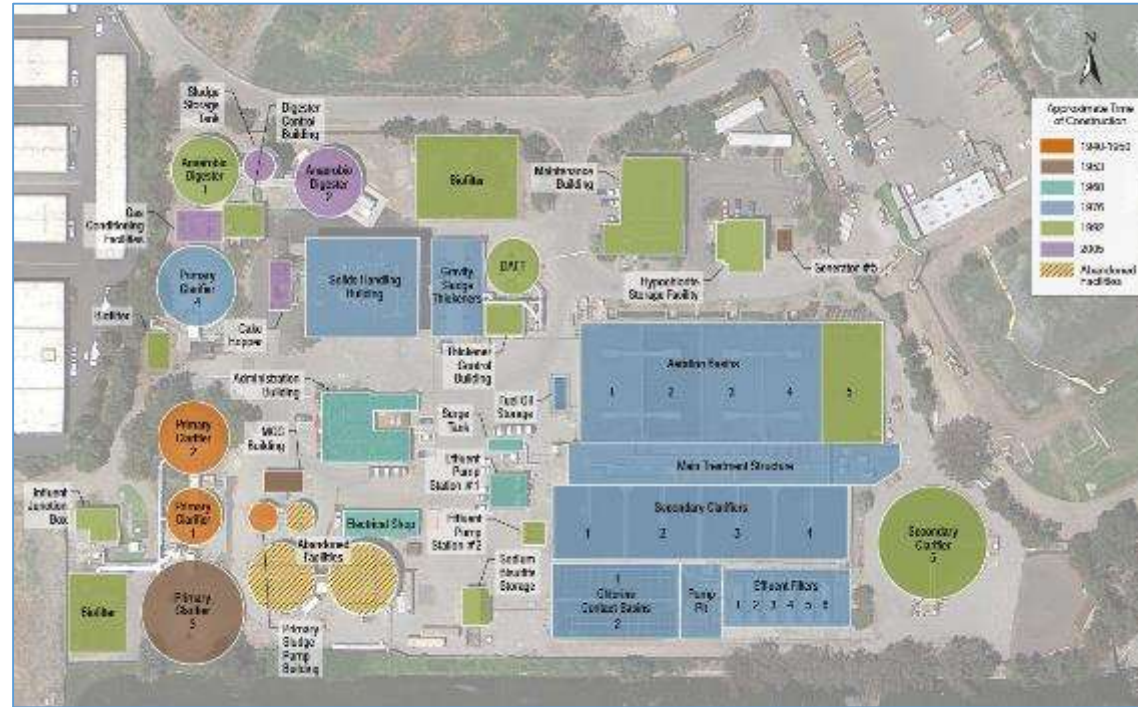 N
Approximate Time
of Construction
1953
1976
1992
2005
Abandoned
Facilities
Sludge
Storage
Tank
Digester
Control
Building
Anaerobic
Digester
1
Anaerobic
Digester
2
Biofilter
Maintenance
Building
Gas
Conditioning
Facilities
Primary
Clarifier
4
Solids Handling
Building
Gravity
Sludge
Thickeners
DAFT
Hypochlorite
Storage Facility
Generator #5
Biofilter
Cake
Hopper
Thickener
Control
Building
Administration
Building
Fuel Oil
Storage
Aeration Basins
1 2 3 4 5
Primary
Clarifier
2
MCC
Building
Surge
Tank
Effluent
Pump
Station #1
Main Treatment Structure
Influent
Junction
Box
Primary
Clarifier
1
Electrical Shop
Abandoned
Facilities
Effluent
Pump
Station #2
Secondary Clarifiers
1 2 3 4
Secondary
Clarifier
5
Sodium
Bisulfite
Storage
Biofilter
Primary
Clarifier
3
1
Chlorine
Contact Basins
2
Pump
Pit
Effluent Filters
1 2 3 4 5 6
Primary
Sludge
Pump
Building